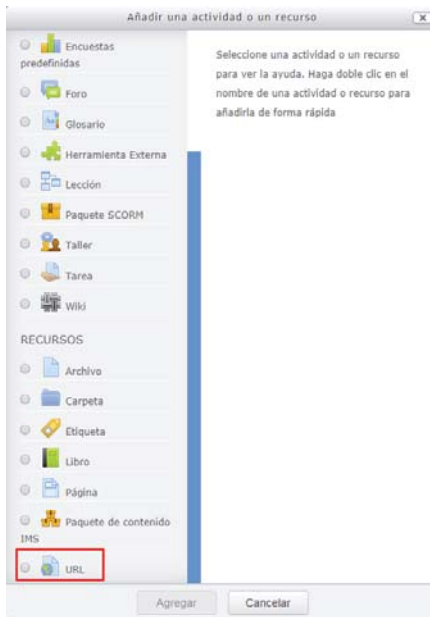 Añadir una actividad o un recurso
x
Encuestas
predefinidas
Foro
Glosario
Herramienta Externa
Lección
Paquete SCORM
Taller
Tarea
Wiki
RECURSOS
Archivo
Carpeta
Etiqueta
Libro
Página
Paquete de contenido
IMS
URL
Seleccione una actividad o un recurso
para ver la ayuda. Haga doble clic en el
nombre de una actividad o recurso para
añadirla de forma rápida
Agregar
Cancelar